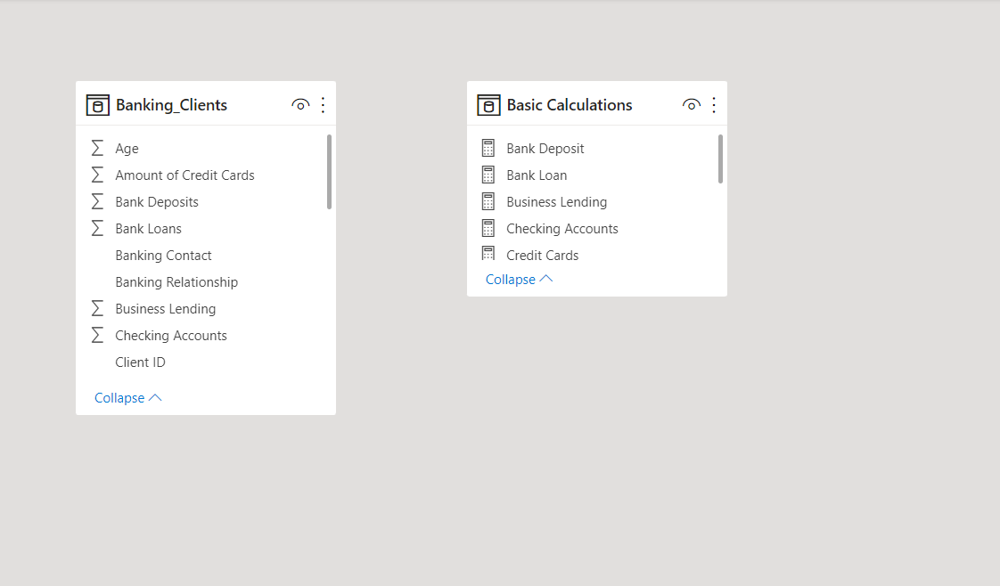 Banking_Clients
Age
Amount of Credit Cards
Bank Deposits
Bank Loans
Banking Contact
Banking Relationship
Business Lending
Checking Accounts
Client ID
Collapse
Basic Calculations
Bank Deposit
Bank Loan
Business Lending
Checking Accounts
Credit Cards
Collapse